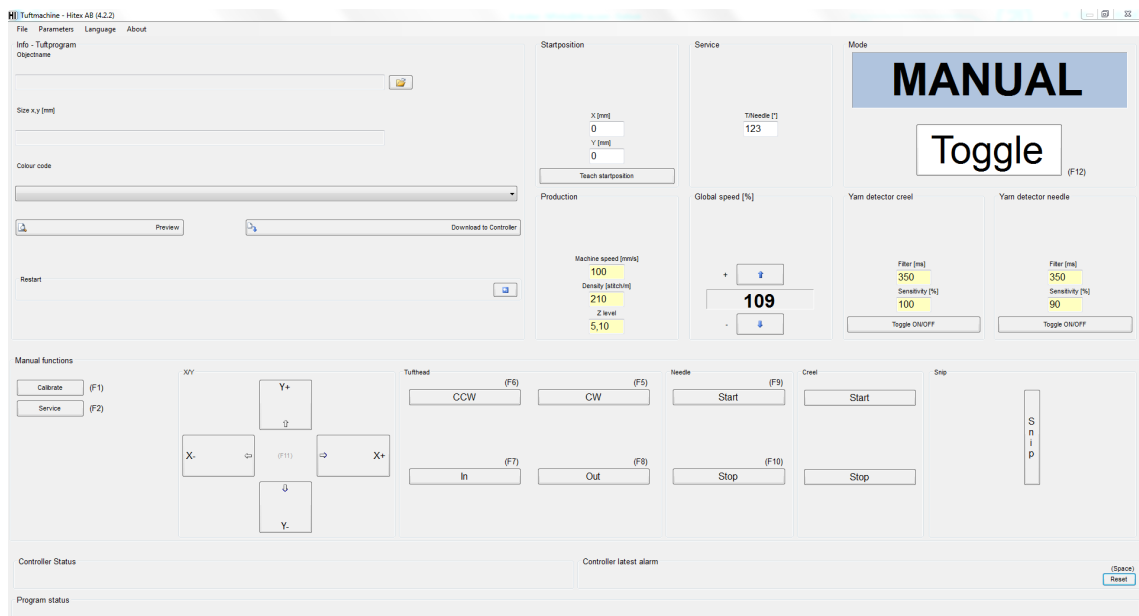 HI Tuftmachine - Hitex AB (4.2.2)
File Parameters Language About
Info - Tuftprogram
Objectname
Size x,y [mm]
Colour code
Preview
Download to Controller
Restart
Startposition
X [mm]
0
Y [mm]
0
Teach startposition
Service
T/Needle [°]
123
Mode
MANUAL
Toggle
(F12)
Production
Machine speed [mm/s]
100
Density [stitch/m]
210
Z level
5,10
Global speed [%]
+
109
-
Yarn detector creel
Filter [ms]
350
Sensitivity [%]
100
Toggle ON/OFF
Yarn detector needle
Filter [ms]
350
Sensitivity [%]
90
Toggle ON/OFF
Manual functions
Calibrate (F1)
Service (F2)
X/Y
Y+
X-
(F11)
X+
Y-
Tufthead
(F6)
CCW
(F5)
CW
(F7)
In
(F8)
Out
Needle
(F9)
Start
(F10)
Stop
Creel
Start
Stop
Snip
S
n
i
p
Controller Status
Controller latest alarm
(Space)
Reset
Program status